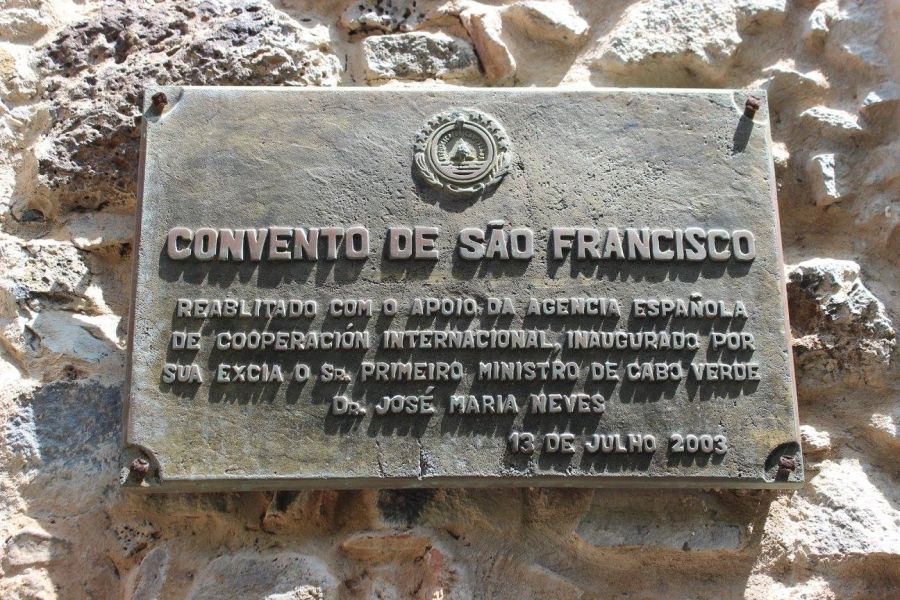 CONVENTO DE SÃO FRANCISCO
REABLITADO COM O APOIO DA AGENCIA ESPAÑOLA
DE COOPERACIÓN INTERNACIONAL, INAUGURADO POR
SUA EXCIA O SR. PRIMEIRO MINISTRO DE CABO VERDE
DR. JOSÉ MARIA NEVES
13 DE JULHO 2003